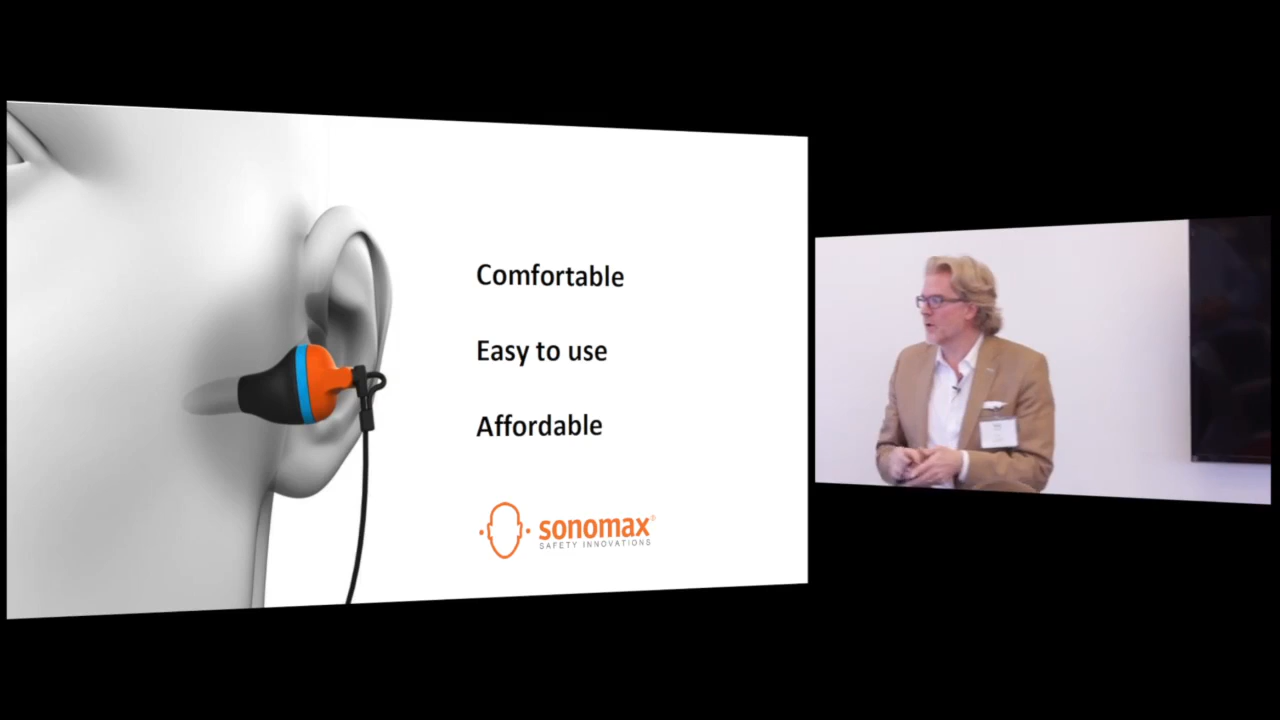 Comfortable
Easy to use
Affordable
sonomax®
SAFETY INNOVATIONS